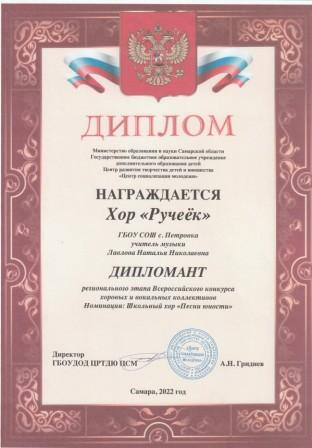 ДИПЛОМ
Министерство образования и науки Самарской области
Государственное бюджетное образовательное учреждение
дополнительного образования детей
Центр развития творчества детей и юношества
«Центр социализации молодежи»
НАГРАЖДАЕТСЯ
Хор «Ручеёк»
ГБОУ СОШ с. Петровка
учитель музыки
Лаолова Наталья Николаевна
ДИПЛОМАНТ
регионального этапа Всероссийского конкурса
хоровых и вокальных коллективов
Номинация: Школьный хор «Песни юности»
Директор
ГБОУДОД ЦРТДЮ ЦСМ
А.Н. Гриднев
Самара, 2022 год